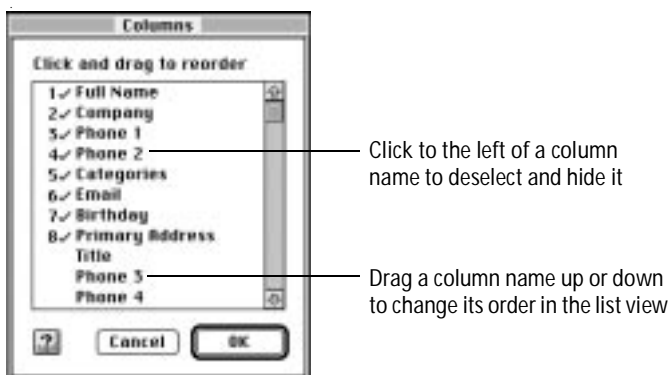 Columns
Click and drag to reorder
1✓ Full Name
2✓ Company
3✓ Phone 1
4✓ Phone 2
5✓ Categories
6✓ Email
7✓ Birthday
8✓ Primary Address
Title
Phone 3
Phone 4
?
Cancel
OK
Click to the left of a column
name to deselect and hide it
Drag a column name up or down
to change its order in the list view